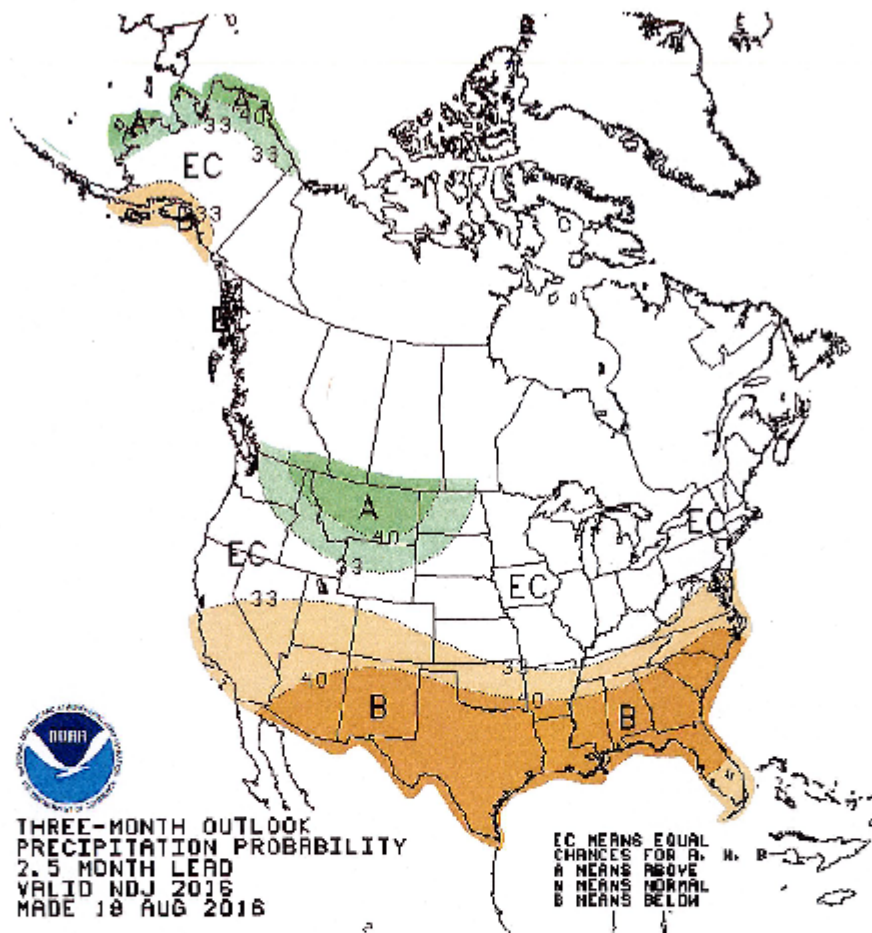 A
A
40
33
33
EC
33
B
A
40
EC
33
EC
EC
33
33
40
B
B
NOAA
THREE-MONTH OUTLOOK
PRECIPITATION PROBABILITY
2.5 MONTH LEAD
VALID NDJ 2016
MADE 18 AUG 2016
EC MEANS EQUAL
CHANCES FOR A, N, B
A MEANS ABOVE
N MEANS NORMAL
B MEANS BELOW